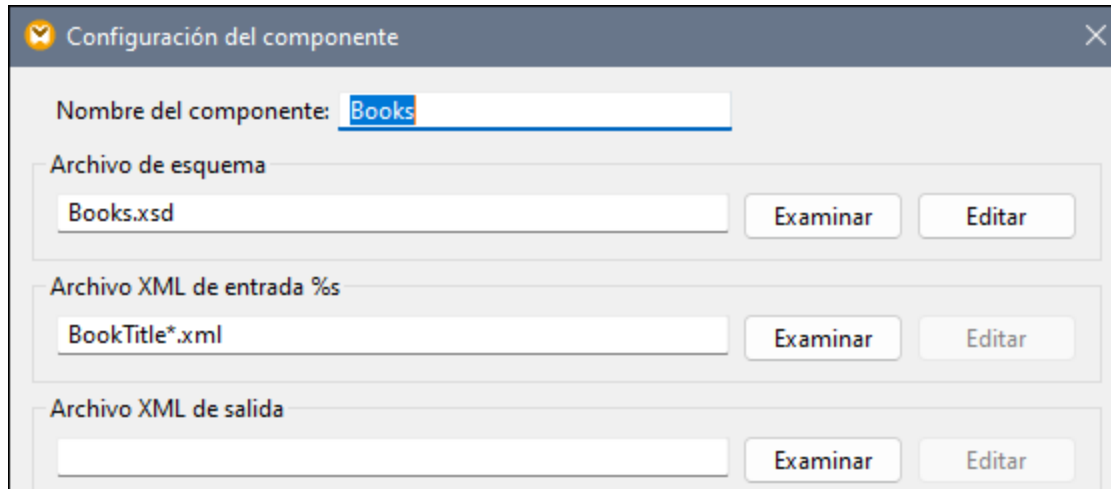 Configuración del componente
Nombre del componente: Books
Archivo de esquema
Books.xsd Examinar Editar
Archivo XML de entrada %s
BookTitle*.xml Examinar Editar
Archivo XML de salida
Examinar Editar